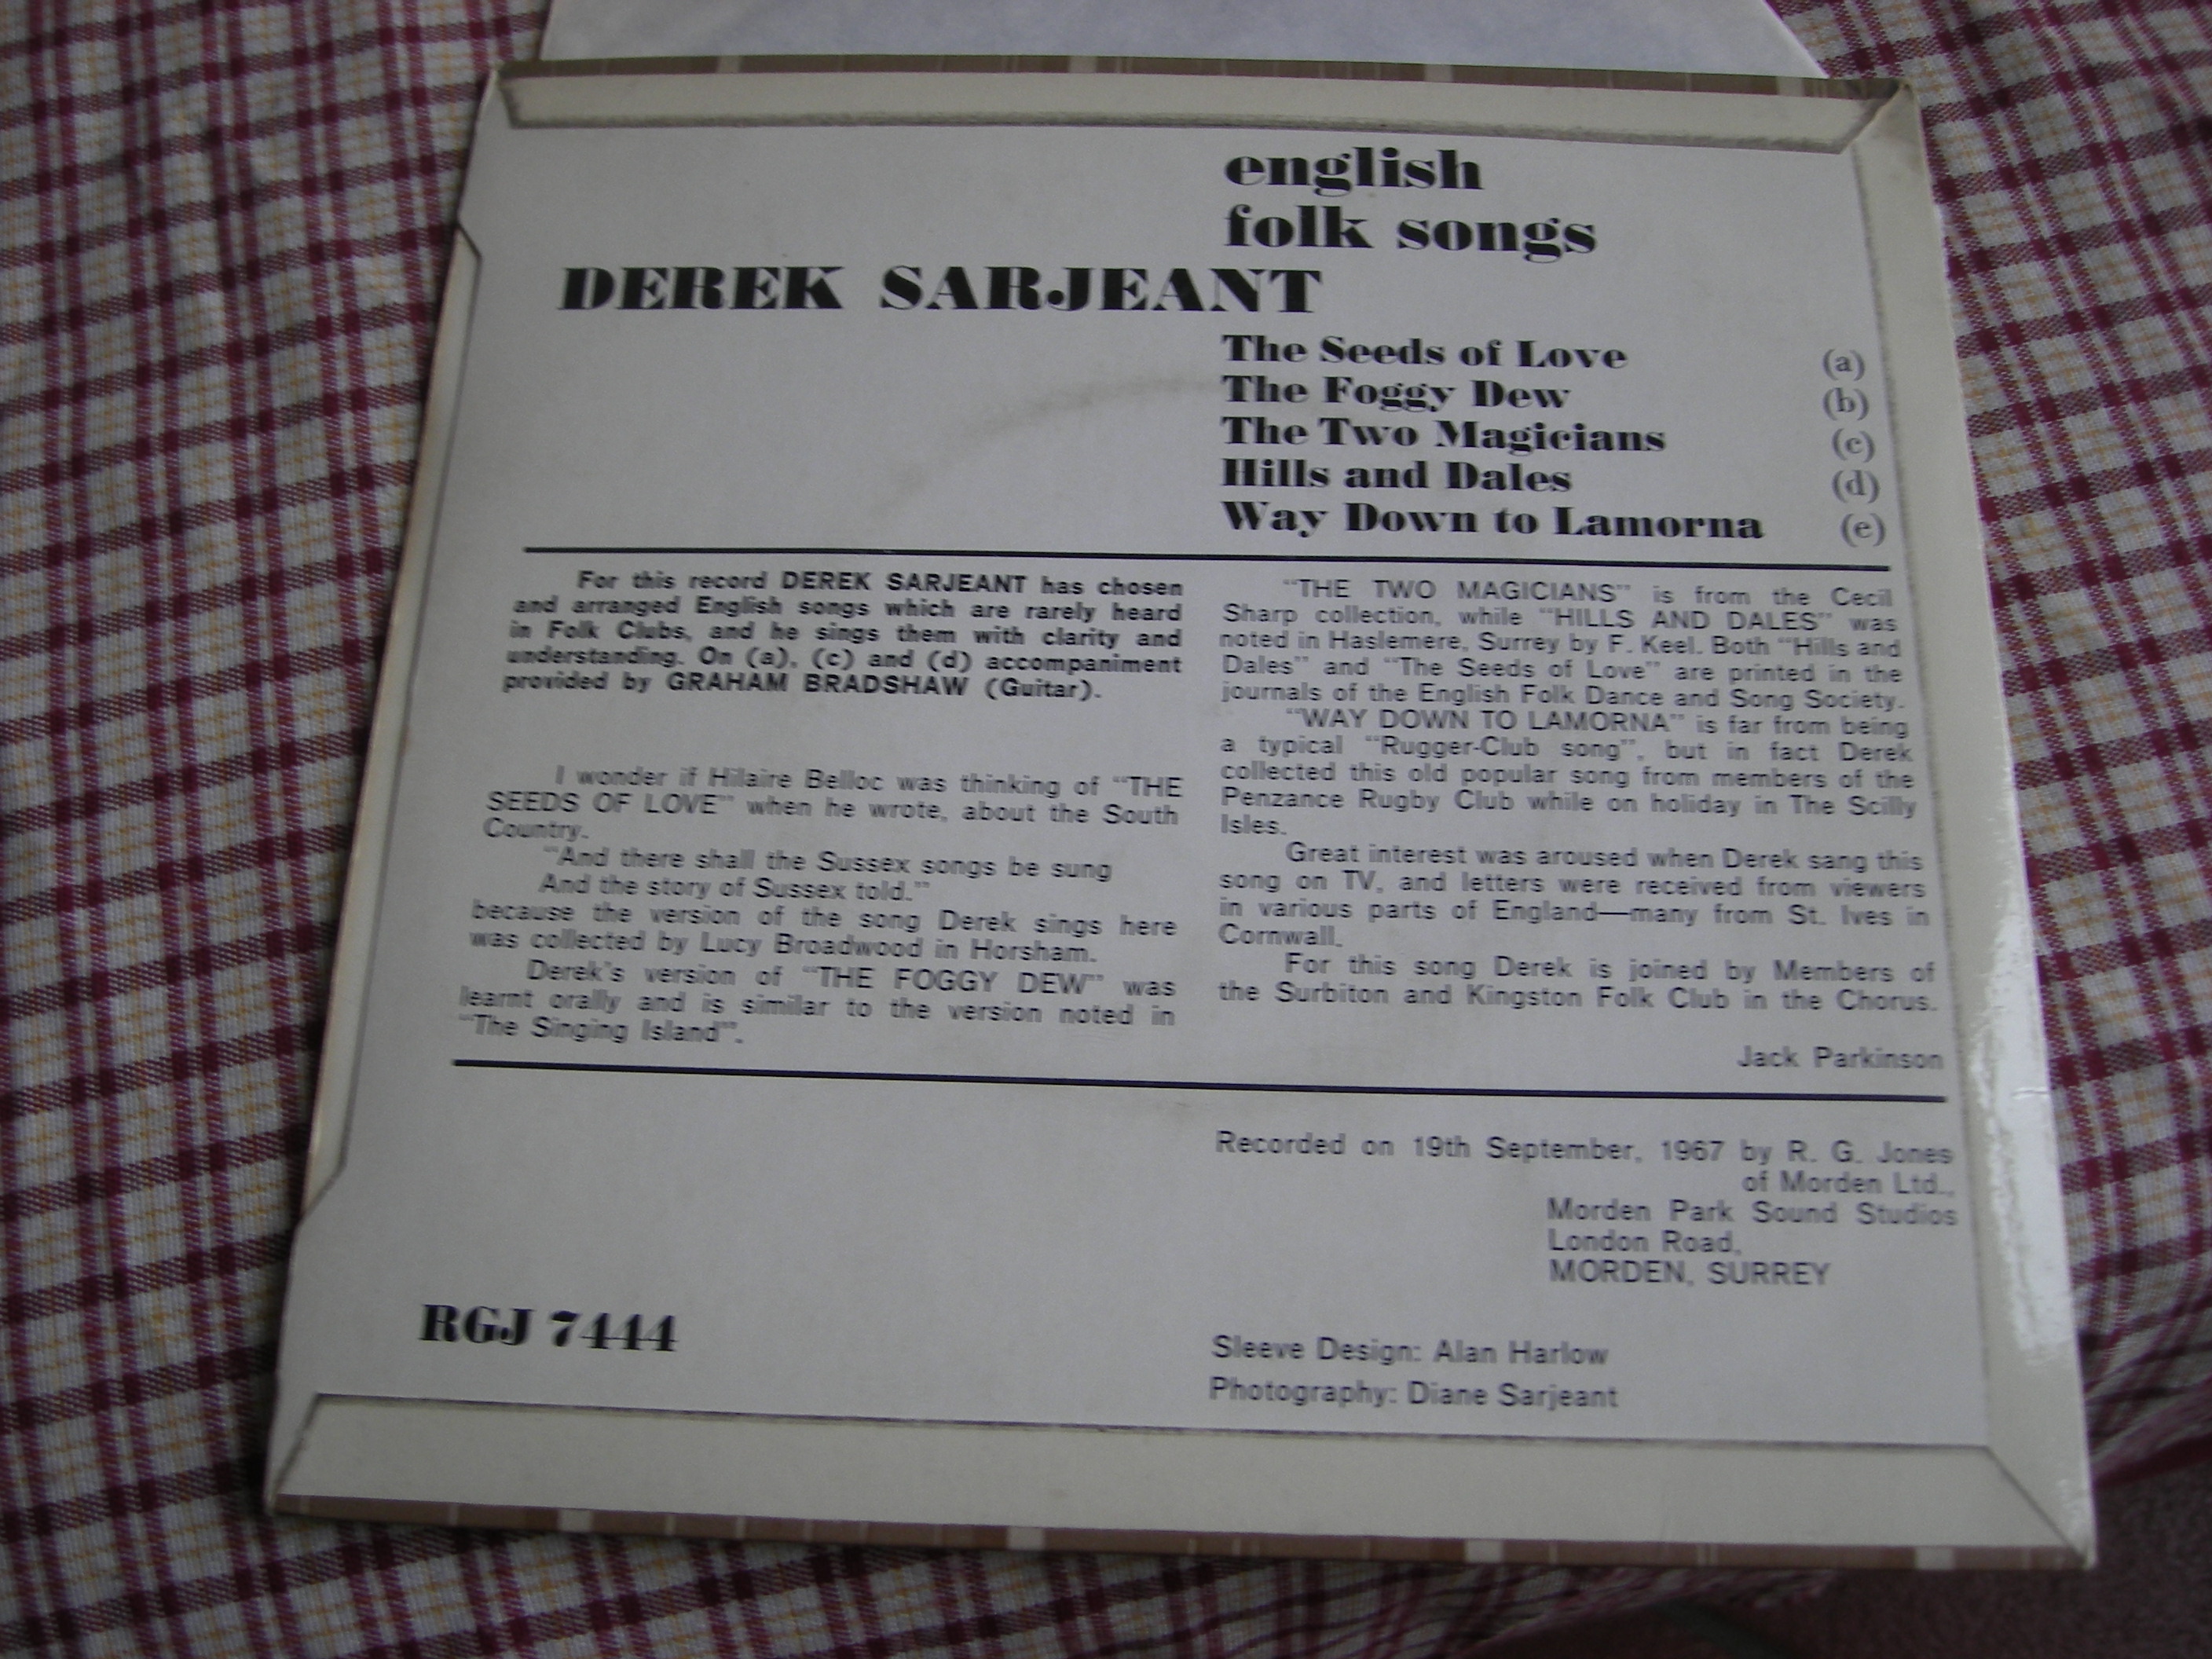 english
folk songs
DEREK SARJEANT
The Seeds of Love (a)
The Foggy Dew (b)
The Two Magicians (c)
Hills and Dales (d)
Way Down to Lamorna (e)
For this record DEREK SARJEANT has chosen
and arranged English songs which are rarely heard
in Folk Clubs, and he sings them with clarity and
understanding. On (a), (c) and (d) accompaniment
provided by GRAHAM BRADSHAW (Guitar).
I wonder if Hilaire Belloc was thinking of "THE
SEEDS OF LOVE" when he wrote, about the South
Country.
"And there shall the Sussex songs be sung
And the story of Sussex told."
because the version of the song Derek sings here
was collected by Lucy Broadwood in Horsham.
Derek's version of "THE FOGGY DEW" was
learnt orally and is similar to the version noted in
"The Singing Island".
"THE TWO MAGICIANS" is from the Cecil
Sharp collection, while "HILLS AND DALES" was
noted in Haslemere, Surrey by F. Keel. Both "Hills and
Dales" and "The Seeds of Love" are printed in the
journals of the English Folk Dance and Song Society.
"WAY DOWN TO LAMORNA" is far from being
a typical "Rugger-Club song", but in fact Derek
collected this old popular song from members of the
Penzance Rugby Club while on holiday in The Scilly
Isles.
Great interest was aroused when Derek sang this
song on TV, and letters were received from viewers
in various parts of England—many from St. Ives in
Cornwall.
For this song Derek is joined by Members of
the Surbiton and Kingston Folk Club in the Chorus.
Jack Parkinson
Recorded on 19th September, 1967 by R. G. Jones
of Morden Ltd.,
Morden Park Sound Studios
London Road,
MORDEN, SURREY
RGJ 7444
Sleeve Design: Alan Harlow
Photography: Diane Sarjeant